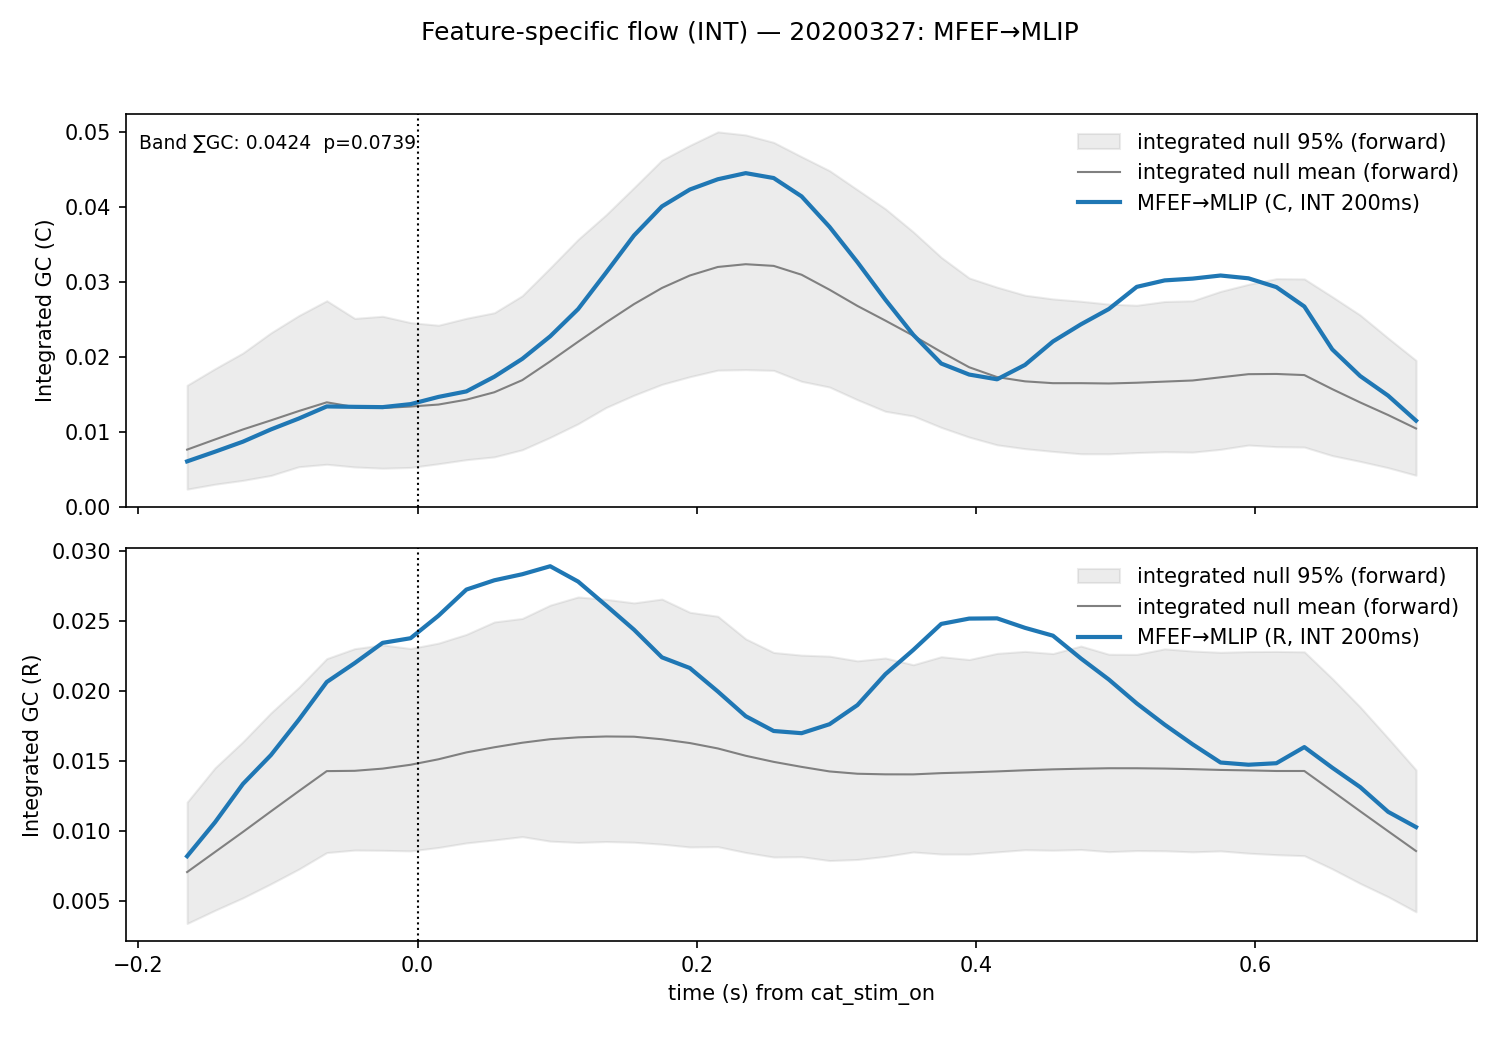 Feature-specific flow (INT) — 20200327: MFEF→MLIP
Band ∑GC: 0.0424  p=0.0739
integrated null 95% (forward)
integrated null mean (forward)
MFEF→MLIP (C, INT 200ms)
Integrated GC (C)
0.05
0.04
0.03
0.02
0.01
0.00
integrated null 95% (forward)
integrated null mean (forward)
MFEF→MLIP (R, INT 200ms)
Integrated GC (R)
0.030
0.025
0.020
0.015
0.010
0.005
−0.2
0.0
0.2
0.4
0.6
time (s) from cat_stim_on